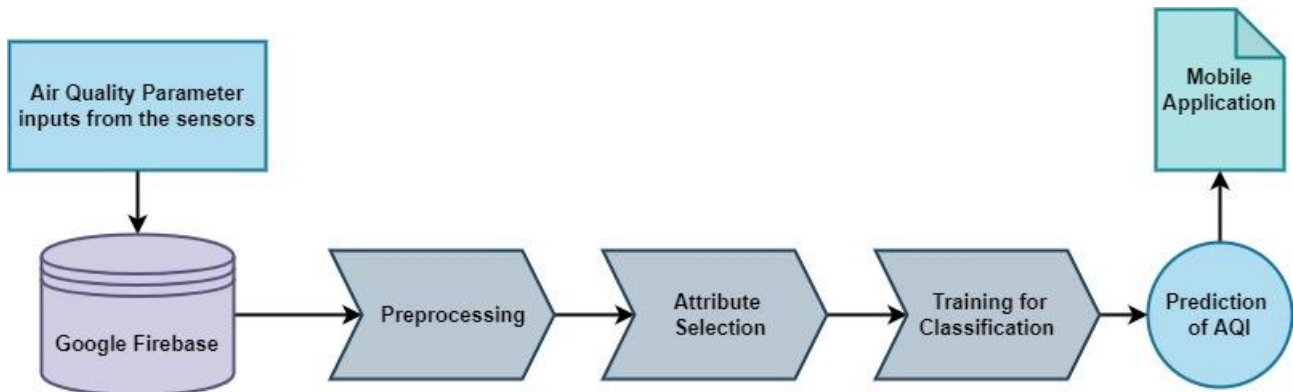 Air Quality Parameter
inputs from the sensors
Google Firebase
Preprocessing
Attribute
Selection
Training for
Classification
Prediction
of AQI
Mobile
Application